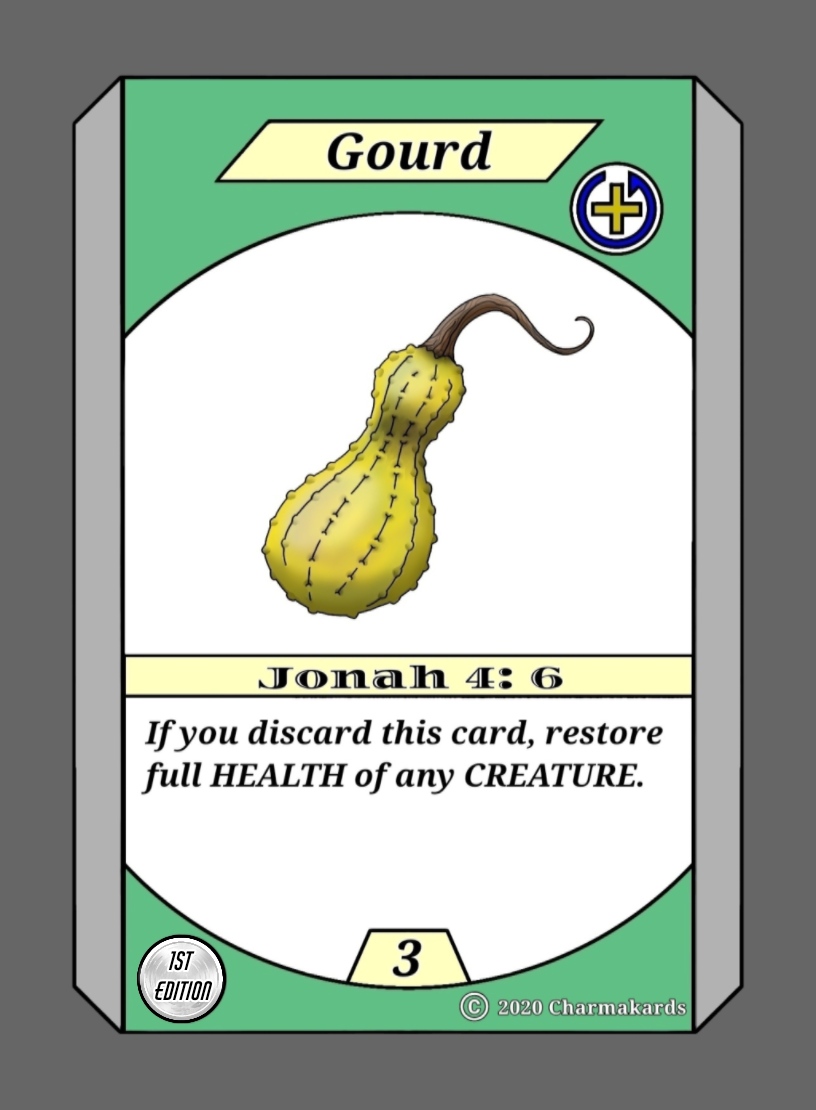 Gourd
Jonah 4: 6
If you discard this card, restore
full HEALTH of any CREATURE.
3
1ST
EDITION
© 2020 Charmakards